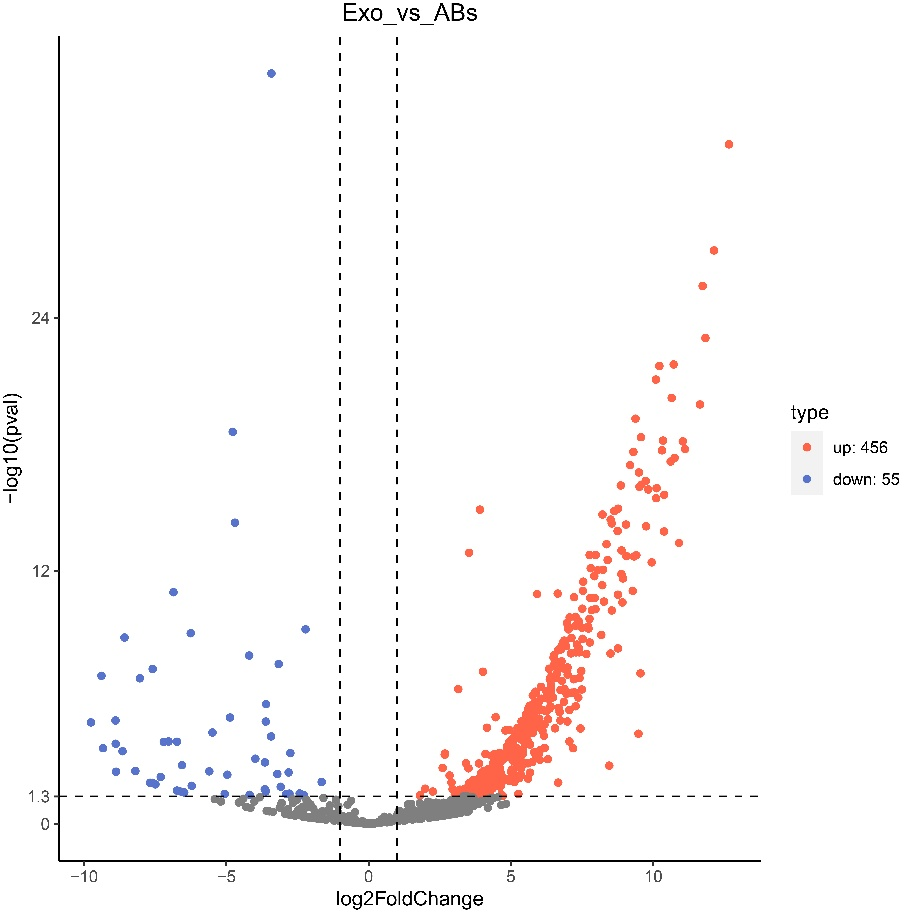 Exo_vs_ABs
−log10(pval)
24
12
1.3
0
−10
−5
0
5
10
log2FoldChange
type
up: 456
down: 55